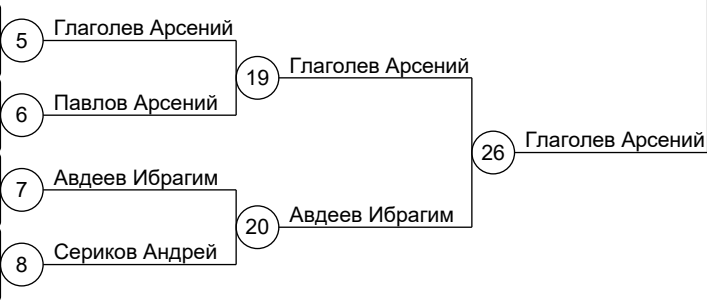 5 Глаголев Арсений
19 Глаголев Арсений
6 Павлов Арсений
26 Глаголев Арсений
7 Авдеев Ибрагим
20 Авдеев Ибрагим
8 Сериков Андрей